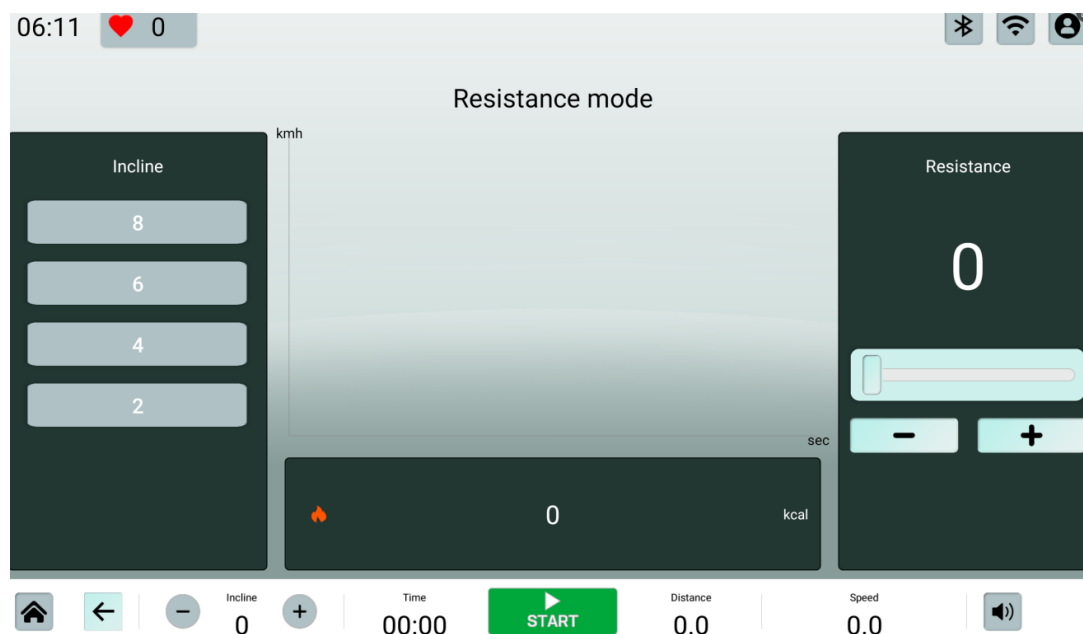 06:11 0
Resistance mode
kmh
Incline
8
6
4
2
sec
0 kcal
Resistance
0
Incline
0
Time
00:00
START
Distance
0.0
Speed
0.0